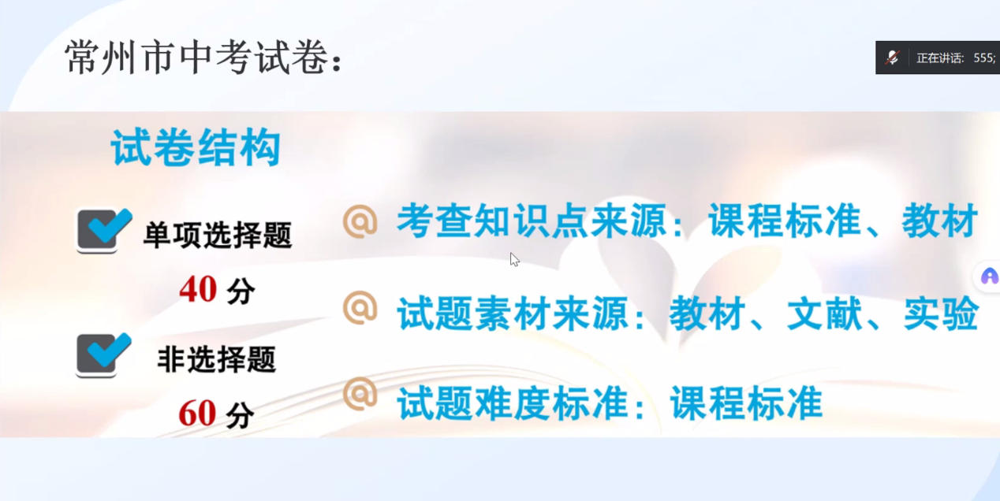 常州市中考试卷：
正在讲话: 555;
试卷结构
单项选择题
40 分
非选择题
60 分
@ 考查知识点来源：课程标准、教材
@ 试题素材来源：教材、文献、实验
@ 试题难度标准：课程标准